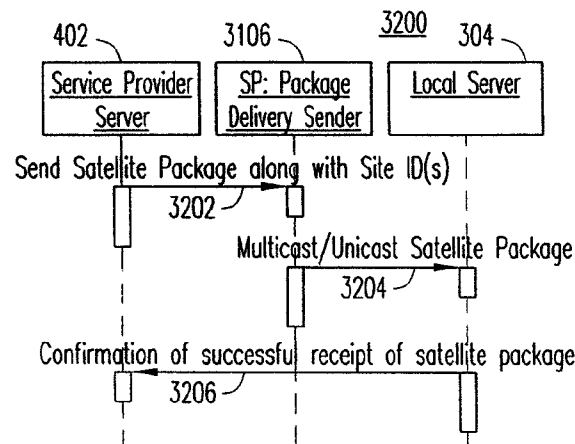 3200
402
3106
304
Service Provider
Server
SP: Package
Delivery Sender
Local Server
Send Satellite Package along with Site ID(s)
3202
Multicast/Unicast Satellite Package
3204
Confirmation of successful receipt of satellite package
3206